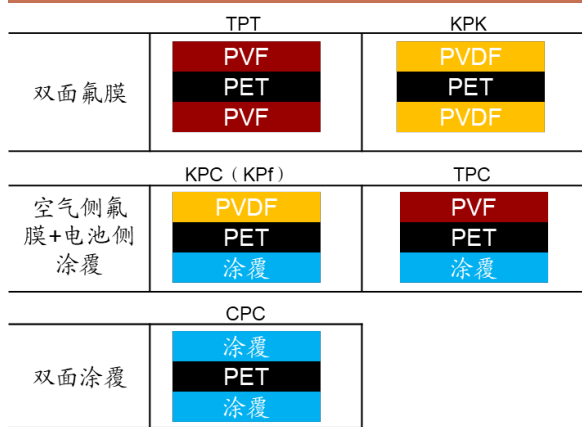 TPT KPK
双面氟膜
PVF PVDF
PET PET
PVF PVDF
KPC（KPf） TPC
空气侧氟
膜+电池侧
涂覆
PVDF PVF
PET PET
涂覆 涂覆
CPC
双面涂覆
涂覆
PET
涂覆